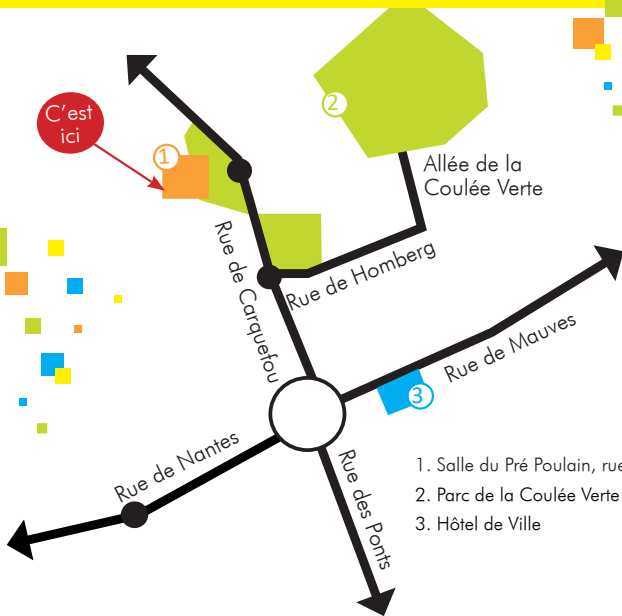 C'est
ici
1
2
Allée de la
Coulée Verte
Rue de Carquefou
Rue de Homberg
Rue de Mauves
3
Rue de Nantes
Rue des Ponts
1. Salle du Pré Poulain, rue
2. Parc de la Coulée Verte
3. Hôtel de Ville